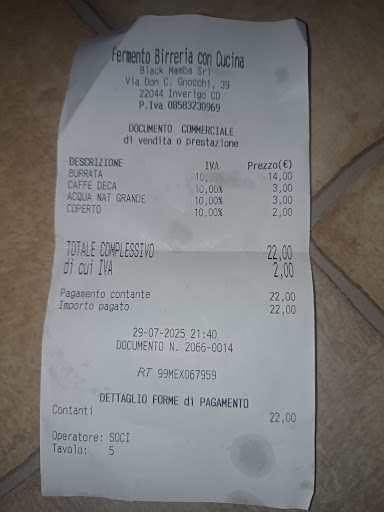 Fermento Birreria con Cucina
Black Mamba Srl
Via Don C. Gnocchi, 39
22044 Inverigo CO
P.Iva 08583230969
DOCUMENTO COMMERCIALE
di vendita o prestazione
DESCRIZIONE IVA Prezzo(€)
BURRATA 10,00% 14,00
CAFFE DECA 10,00% 3,00
ACQUA NAT GRANDE 10,00% 3,00
COPERTO 10,00% 2,00
TOTALE COMPLESSIVO 22,00
di cui IVA 2,00
Pagamento contante 22,00
Importo pagato 22,00
29-07-2025 21:40
DOCUMENTO N. 2066-0014
RT 99MEX067959
DETTAGLIO FORME di PAGAMENTO
Contanti 22,00
Operatore: SOCI
Tavolo: 5